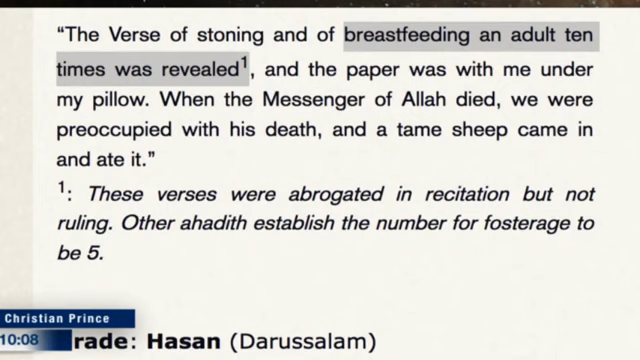 “The Verse of stoning and of breastfeeding an adult ten
times was revealed¹, and the paper was with me under
my pillow. When the Messenger of Allah died, we were
preoccupied with his death, and a tame sheep came in
and ate it.”
¹: These verses were abrogated in recitation but not
ruling. Other ahadith establish the number for fosterage to
be 5.
Christian Prince
10:08
rade: Hasan (Darussalam)